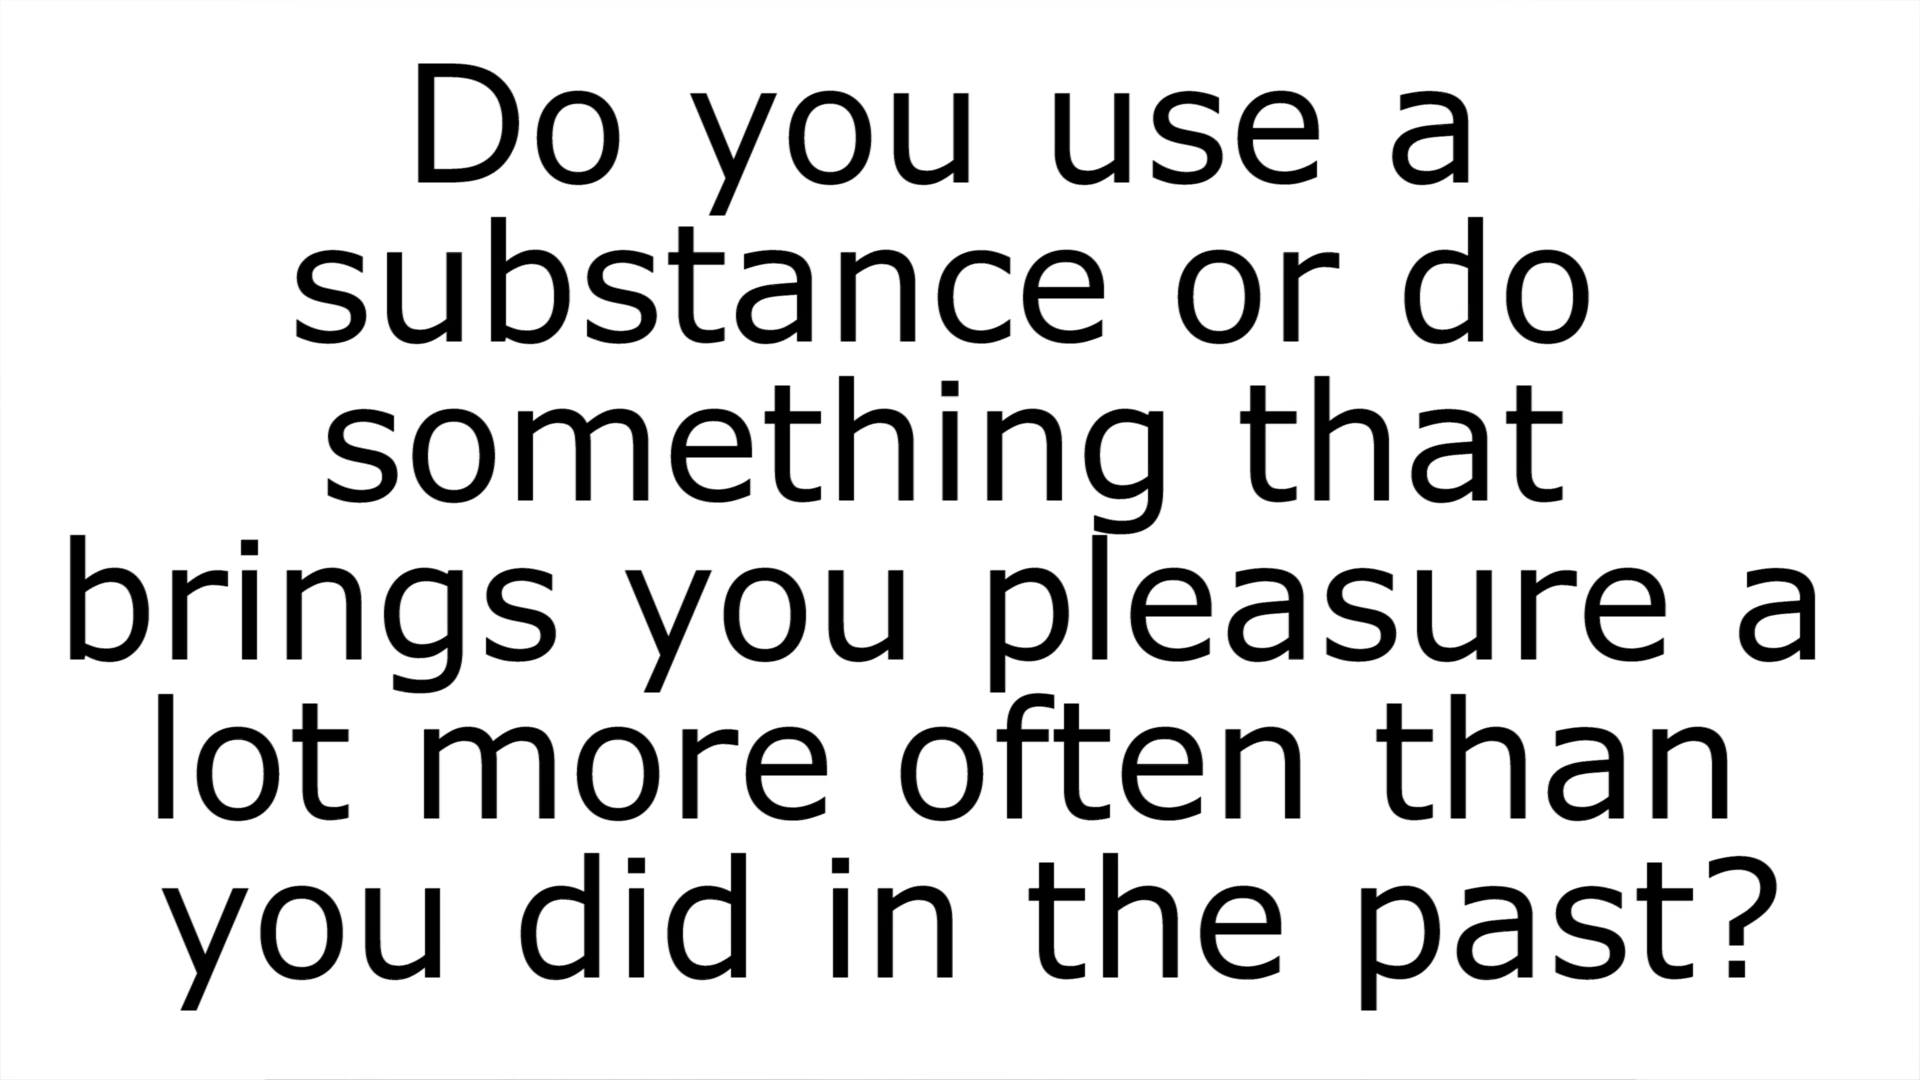 Do you use a
substance or do
something that
brings you pleasure a
lot more often than
you did in the past?